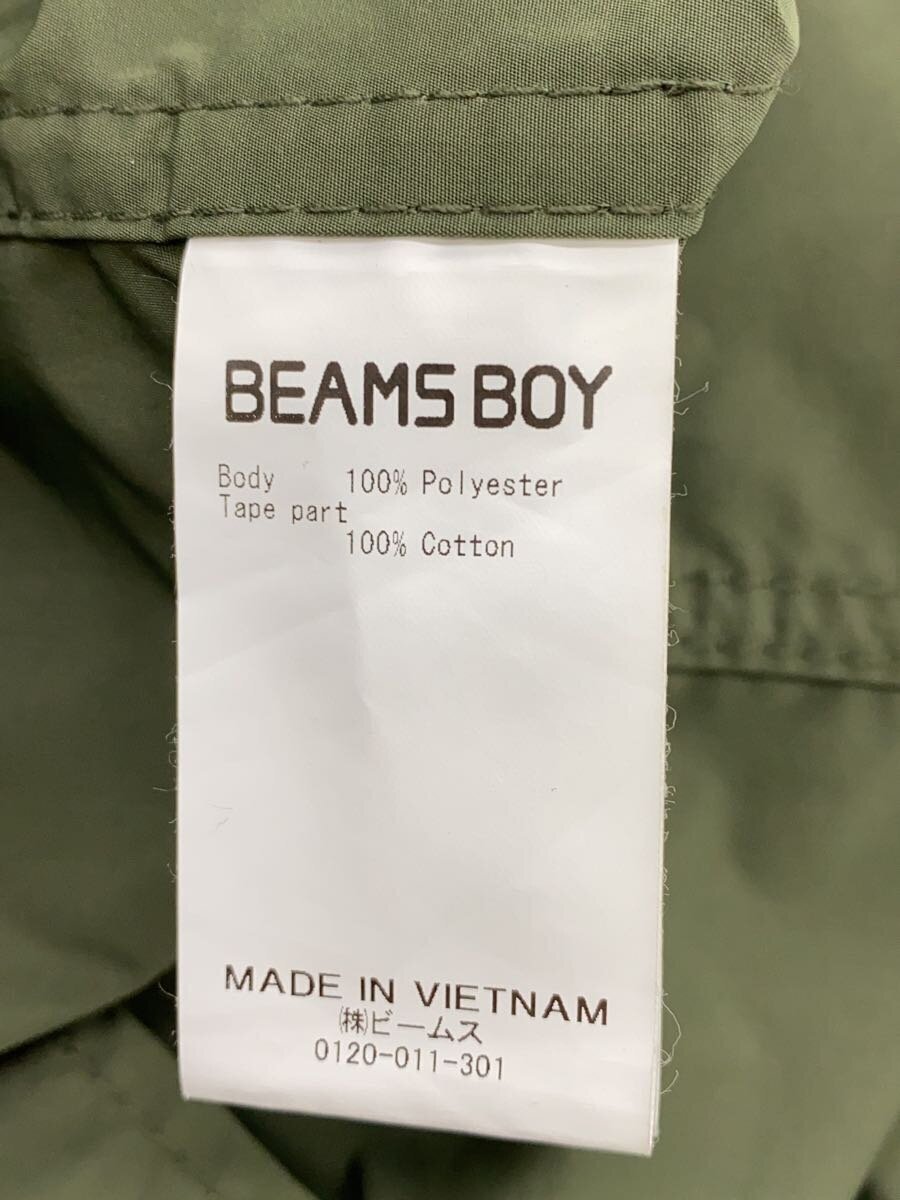 BEAMS BOY
Body 100% Polyester
Tape part
100% Cotton
MADE IN VIETNAM
㈱ビームス
0120-011-301